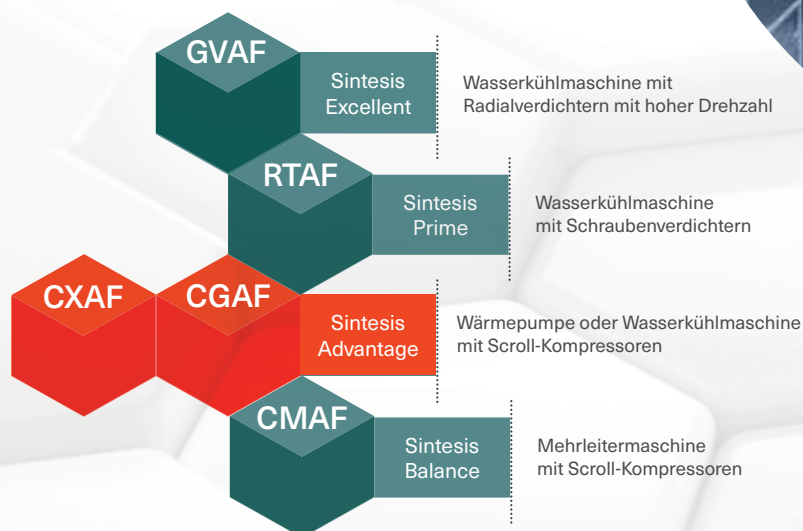 GVAF
Sintesis
Excellent
Wasserkühlmaschine mit
Radialverdichtern mit hoher Drehzahl
RTAF
Sintesis
Prime
Wasserkühlmaschine
mit Schraubenverdichtern
CXAF
CGAF
Sintesis
Advantage
Wärmepumpe oder Wasserkühlmaschine
mit Scroll-Kompressoren
CMAF
Sintesis
Balance
Mehrleitermaschine
mit Scroll-Kompressoren